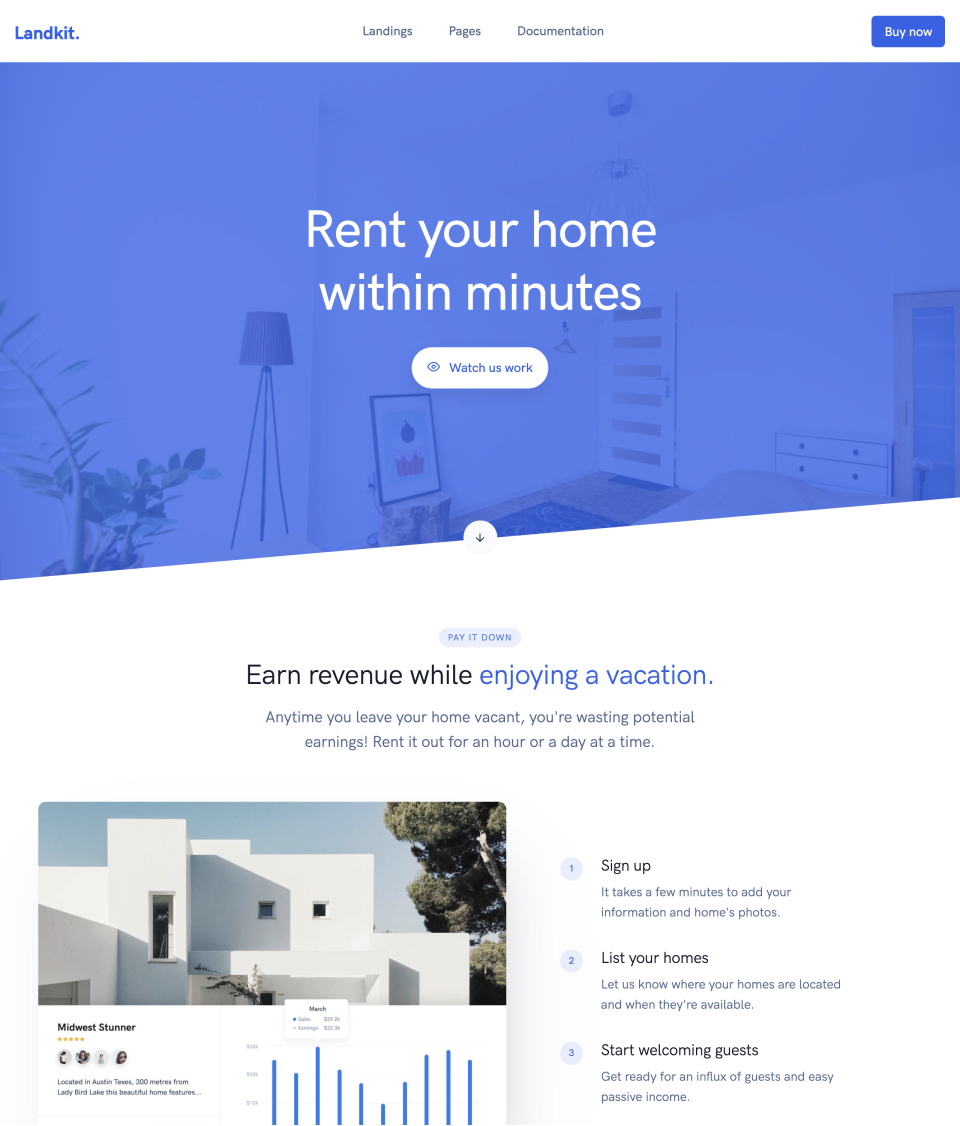 Landkit.
Landings
Pages
Documentation
Buy now
Rent your home
within minutes
Watch us work
PAY IT DOWN
Earn revenue while enjoying a vacation.
Anytime you leave your home vacant, you're wasting potential
earnings! Rent it out for an hour or a day at a time.
Midwest Stunner
Located in Austin Texes, 300 metres from
Lady Bird Lake this beautiful home features...
March
Sales $29.2k
Earnings $22.3k
$30k
$20k
$10k
1
Sign up
It takes a few minutes to add your
information and home's photos.
2
List your homes
Let us know where your homes are located
and when they're available.
3
Start welcoming guests
Get ready for an influx of guests and easy
passive income.